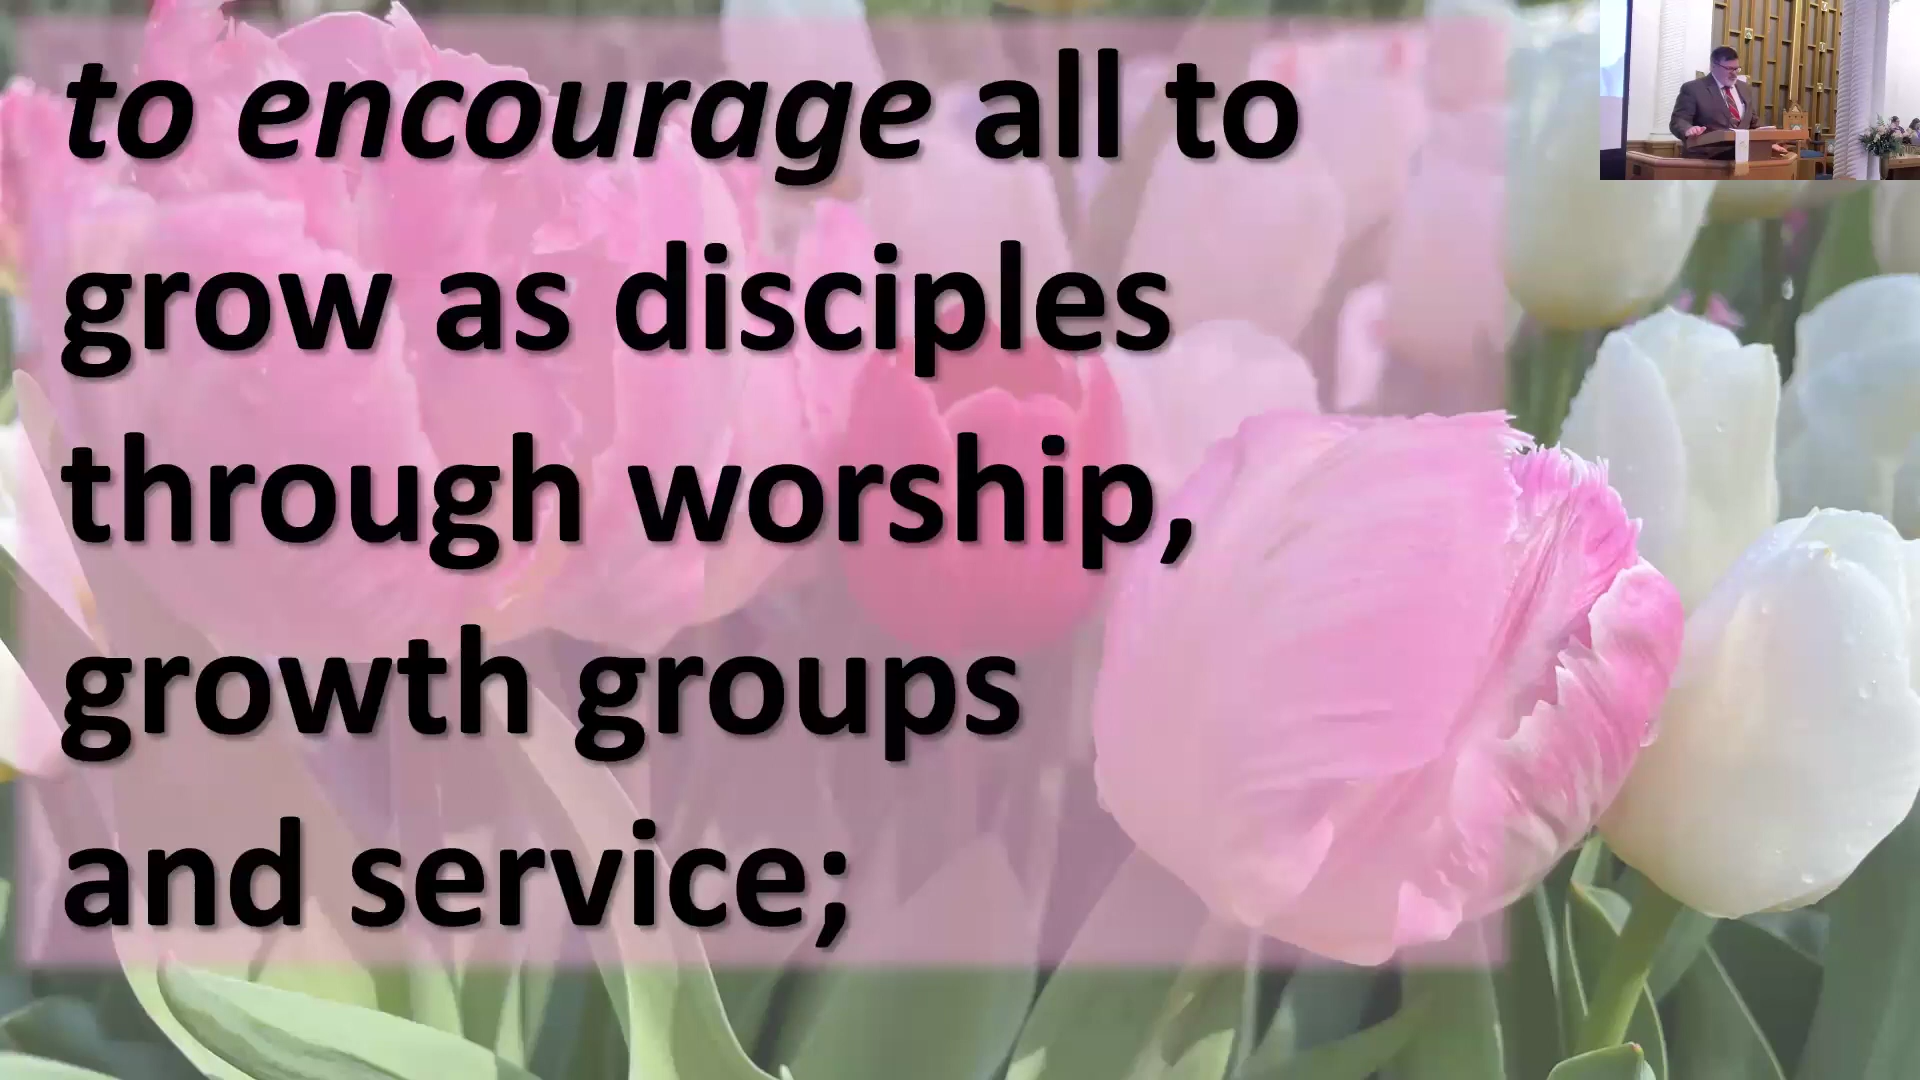 to encourage all to
grow as disciples
through worship,
growth groups
and service;